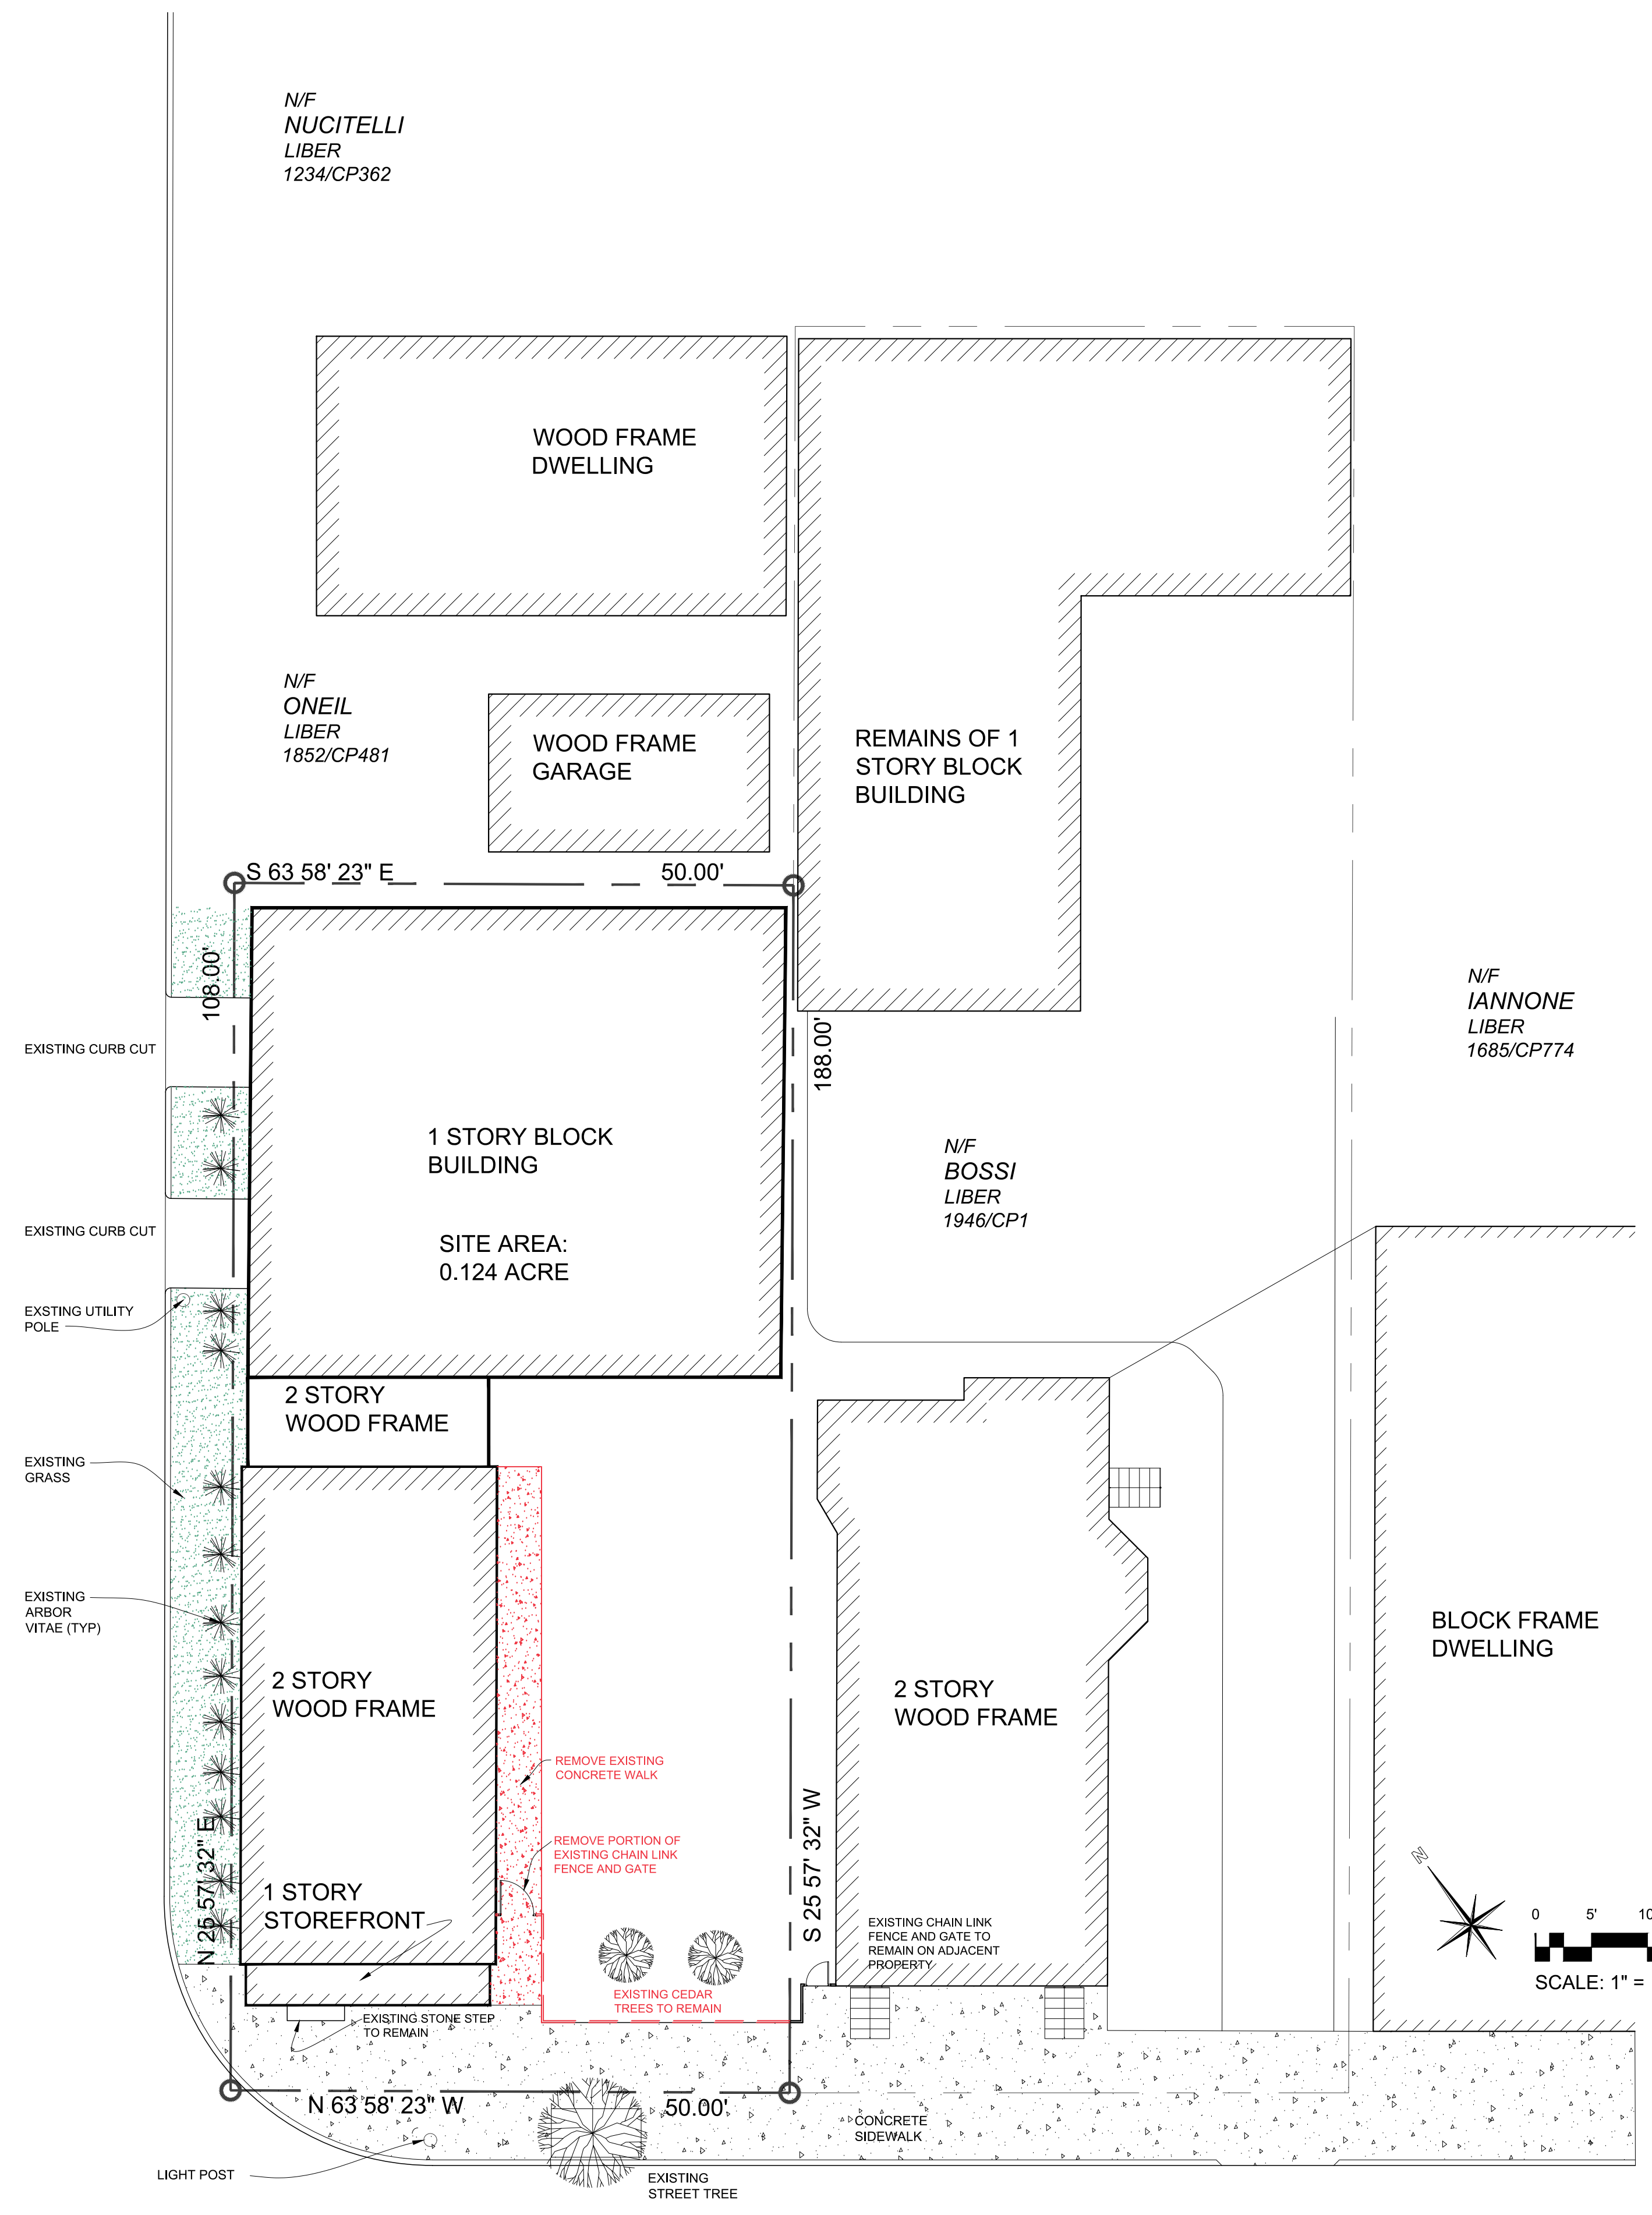 N/F
NUCITELLI
LIBER
1234/CP362
WOOD FRAME
DWELLING
N/F
ONEIL
LIBER
1852/CP481
WOOD FRAME
GARAGE
REMAINS OF 1
STORY BLOCK
BUILDING
S 63 58' 23" E
50.00'
108.00'
188.00'
N/F
IANNONE
LIBER
1685/CP774
EXISTING CURB CUT
1 STORY BLOCK
BUILDING
N/F
BOSSI
LIBER
1946/CP1
EXISTING CURB CUT
SITE AREA:
0.124 ACRE
EXSTING UTILITY
POLE
2 STORY
WOOD FRAME
EXISTING
GRASS
EXISTING
ARBOR
VITAE (TYP)
BLOCK FRAME
DWELLING
2 STORY
WOOD FRAME
2 STORY
WOOD FRAME
REMOVE EXISTING
CONCRETE WALK
REMOVE PORTION OF
EXISTING CHAIN LINK
FENCE AND GATE
N 25 57' 32" E
S 25 57' 32" W
1 STORY
STOREFRONT
EXISTING CHAIN LINK
FENCE AND GATE TO
REMAIN ON ADJACENT
PROPERTY
N
0 5' 10
SCALE: 1" =
EXISTING CEDAR
TREES TO REMAIN
EXISTING STONE STEP
TO REMAIN
N 63 58' 23" W
50.00'
CONCRETE
SIDEWALK
LIGHT POST
EXISTING
STREET TREE